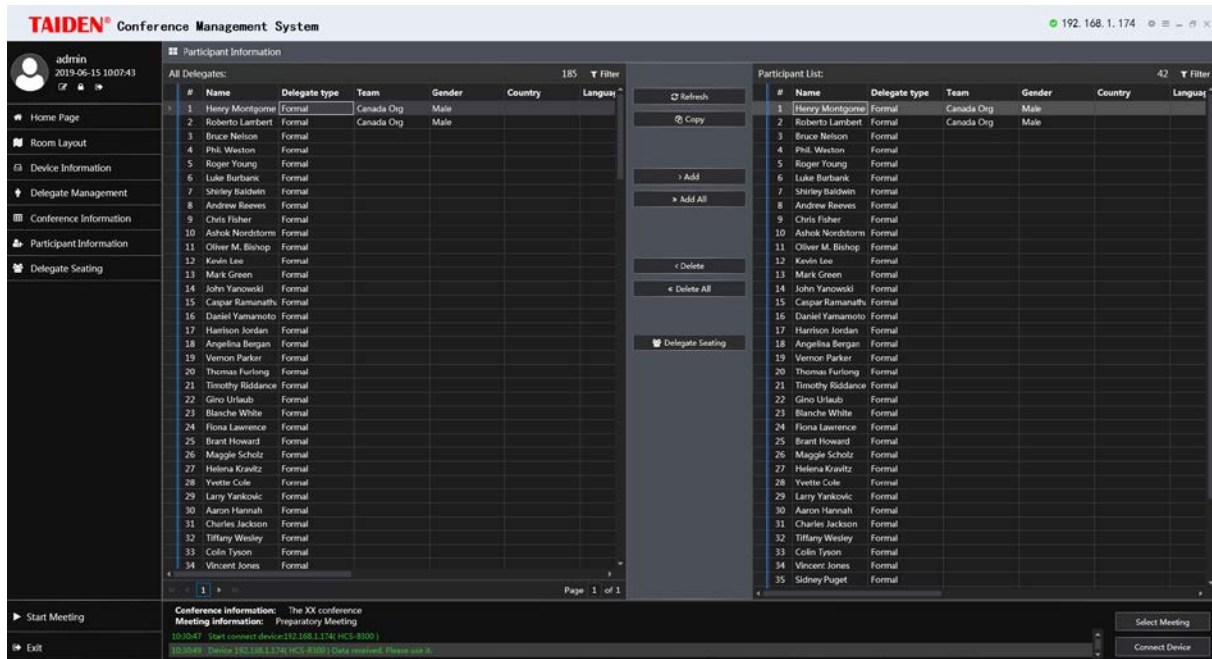 TAIDEN® Conference Management System
192.168.1.174
admin
2019-06-15 10:07:43
Home Page
Room Layout
Device Information
Delegate Management
Conference Information
Participant Information
Delegate Seating
Start Meeting
Exit
Participant Information
All Delegates: 185 Filter
# Name Delegate type Team Gender Country Languag
1 Henry Montgome Formal Canada Org Male
2 Roberto Lambert Formal Canada Org Male
3 Bruce Nelson Formal
4 Phil. Weston Formal
5 Roger Young Formal
6 Luke Burbank Formal
7 Shirley Baldwin Formal
8 Andrew Reeves Formal
9 Chris Fisher Formal
10 Ashok Nordstorm Formal
11 Oliver M. Bishop Formal
12 Kevin Lee Formal
13 Mark Green Formal
14 John Yanowski Formal
15 Caspar Ramanath Formal
16 Daniel Yamamoto Formal
17 Harrison Jordan Formal
18 Angelina Bergan Formal
19 Vernon Parker Formal
20 Thomas Furlong Formal
21 Timothy Riddance Formal
22 Gino Urlaub Formal
23 Blanche White Formal
24 Fiona Lawrence Formal
25 Brant Howard Formal
26 Maggie Scholz Formal
27 Helena Kravitz Formal
28 Yvette Cole Formal
29 Larry Yankovic Formal
30 Aaron Hannah Formal
31 Charles Jackson Formal
32 Tiffany Wesley Formal
33 Colin Tyson Formal
34 Vincent Jones Formal
1
Page 1 of 1
Refresh
Copy
> Add
» Add All
< Delete
« Delete All
Delegate Seating
Participant List: 42 Filter
# Name Delegate type Team Gender Country Languag
1 Henry Montgome Formal Canada Org Male
2 Roberto Lambert Formal Canada Org Male
3 Bruce Nelson Formal
4 Phil. Weston Formal
5 Roger Young Formal
6 Luke Burbank Formal
7 Shirley Baldwin Formal
8 Andrew Reeves Formal
9 Chris Fisher Formal
10 Ashok Nordstorm Formal
11 Oliver M. Bishop Formal
12 Kevin Lee Formal
13 Mark Green Formal
14 John Yanowski Formal
15 Caspar Ramanath Formal
16 Daniel Yamamoto Formal
17 Harrison Jordan Formal
18 Angelina Bergan Formal
19 Vernon Parker Formal
20 Thomas Furlong Formal
21 Timothy Riddance Formal
22 Gino Urlaub Formal
23 Blanche White Formal
24 Fiona Lawrence Formal
25 Brant Howard Formal
26 Maggie Scholz Formal
27 Helena Kravitz Formal
28 Yvette Cole Formal
29 Larry Yankovic Formal
30 Aaron Hannah Formal
31 Charles Jackson Formal
32 Tiffany Wesley Formal
33 Colin Tyson Formal
34 Vincent Jones Formal
35 Sidney Puget Formal
Conference information: The XX conference
Meeting information: Preparatory Meeting
10:30:47 Start connect device:192.168.1.174( HCS-8300 )
10:30:49 Device 192.168.1.174( HCS-8300 ) Data received. Please use it.
Select Meeting
Connect Device